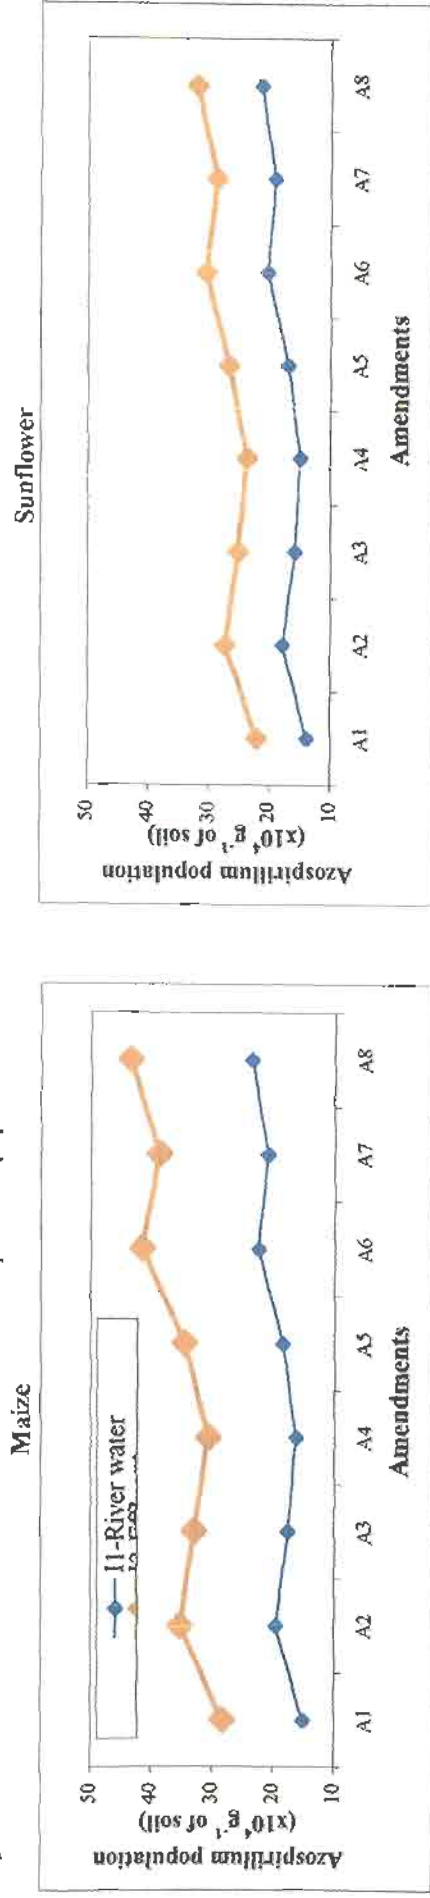 Maize
Azospirillum population
(x10⁴ g⁻¹ of soil)
50
40
30
20
10
I1-River water
A1 A2 A3 A4 A5 A6 A7 A8
Amendments
Sunflower
Azospirillum population
(x10⁴ g⁻¹ of soil)
50
40
30
20
10
A1 A2 A3 A4 A5 A6 A7 A8
Amendments